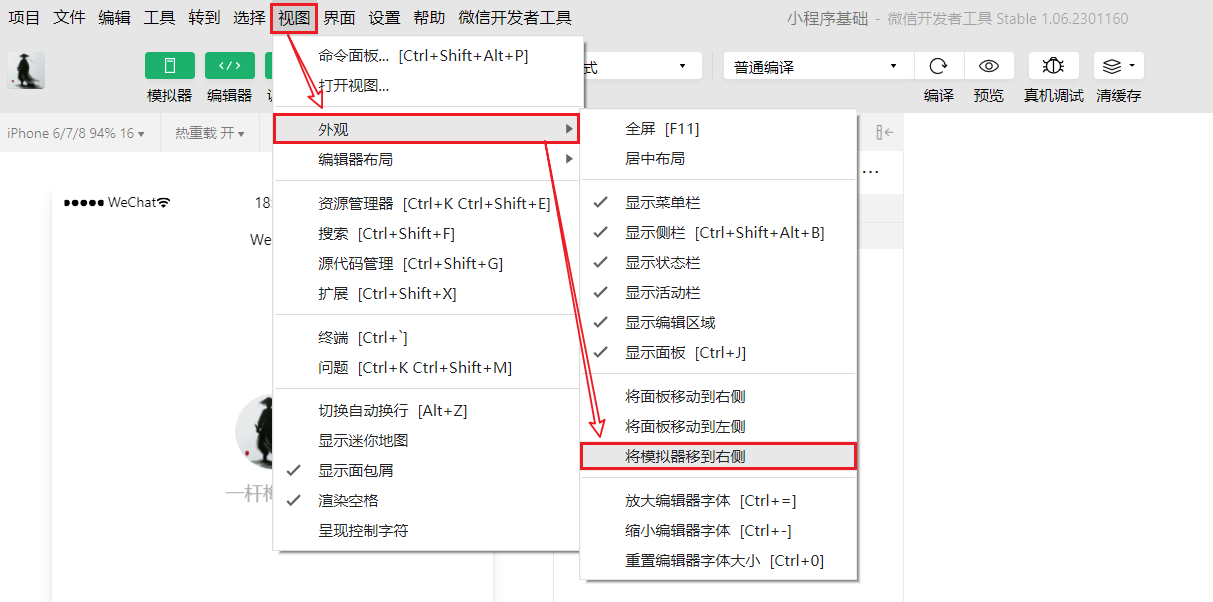 项目 文件 编辑 工具 转到 选择 视图 界面 设置 帮助 微信开发者工具 小程序基础 - 微信开发者工具 Stable 1.06.2301160
模拟器 编辑器
式 普通编译
编译 预览 真机调试 清缓存
iPhone 6/7/8 94% 16 热重载 开
WeChat 18:
We
命令面板... [Ctrl+Shift+Alt+P]
打开视图...
外观
编辑器布局
资源管理器 [Ctrl+K Ctrl+Shift+E]
搜索 [Ctrl+Shift+F]
源代码管理 [Ctrl+Shift+G]
扩展 [Ctrl+Shift+X]
终端 [Ctrl+`]
问题 [Ctrl+K Ctrl+Shift+M]
切换自动换行 [Alt+Z]
显示迷你地图
显示面包屑
渲染空格
呈现控制字符
全屏 [F11]
居中布局
显示菜单栏
显示侧栏 [Ctrl+Shift+Alt+B]
显示状态栏
显示活动栏
显示编辑区域
显示面板 [Ctrl+J]
将面板移动到右侧
将面板移动到左侧
将模拟器移到右侧
放大编辑器字体 [Ctrl+=]
缩小编辑器字体 [Ctrl+-]
重置编辑器字体大小 [Ctrl+0]
一杆